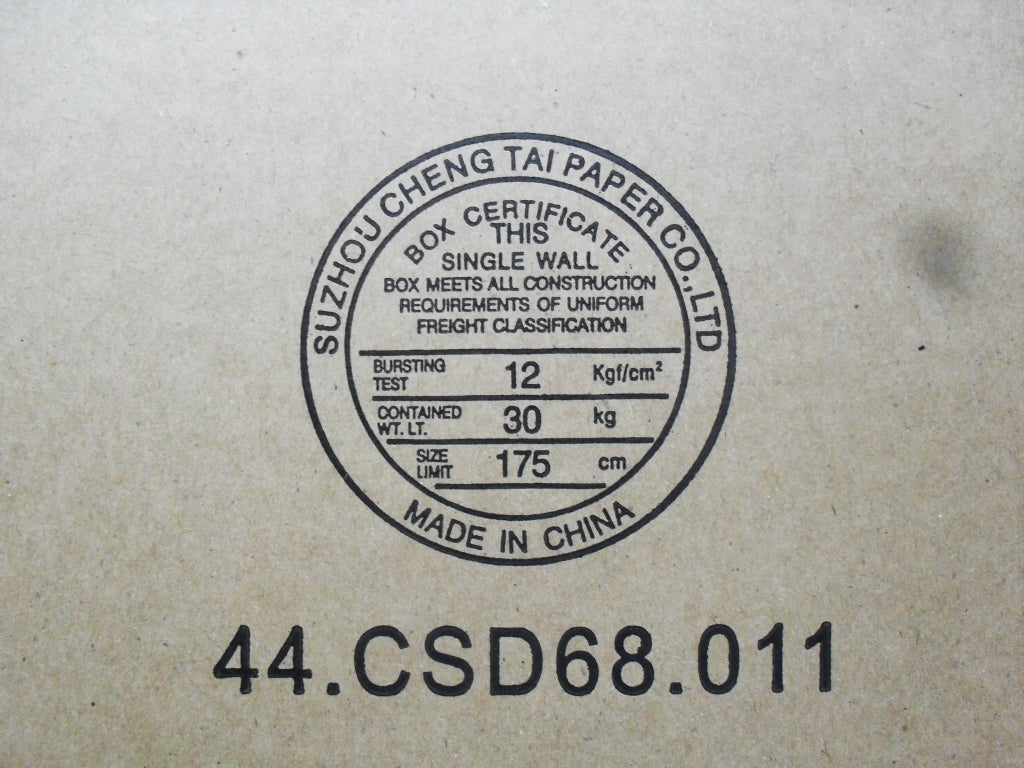 SUZHOU CHENG TAI PAPER CO.,LTD
BOX CERTIFICATE
THIS
SINGLE WALL
BOX MEETS ALL CONSTRUCTION
REQUIREMENTS OF UNIFORM
FREIGHT CLASSIFICATION
BURSTING TEST 12 Kgf/cm²
CONTAINED WT. LT. 30 kg
SIZE LIMIT 175 cm
MADE IN CHINA
44.CSD68.011